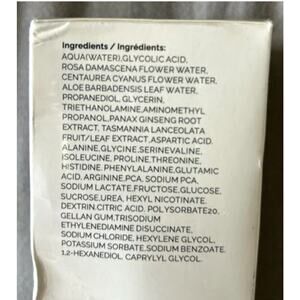 Ingredients / Ingrédients:
AQUA(WATER),GLYCOLIC ACID,
ROSA DAMASCENA FLOWER WATER,
CENTAUREA CYANUS FLOWER WATER,
ALOE BARBADENSIS LEAF WATER,
PROPANEDIOL, GLYCERIN,
TRIETHANOLAMINE,AMINOMETHYL
PROPANOL,PANAX GINSENG ROOT
EXTRACT, TASMANNIA LANCEOLATA
FRUIT/LEAF EXTRACT,ASPARTIC ACID.
ALANINE,GLYCINE,SERINEVALINE,
ISOLEUCINE, PROLINE.THREONINE,
HISTIDINE, PHENYLALANINE,GLUTAMIC
ACID, ARGININE,PCA, SODIUM PCA,
SODIUM LACTATE,FRUCTOSE,GLUCOSE,
SUCROSE,UREA, HEXYL NICOTINATE.
DEXTRIN,CITRIC ACID, POLYSORBATE20.
GELLAN GUM,TRISODIUM
ETHYLENEDIAMINE DISUCCINATE,
SODIUM CHLORIDE, HEXYLENE GLYCOL,
POTASSIUM SORBATE,SODIUM BENZOATE.
1,2-HEXANEDIOL. CAPRYLYL GLYCOL.